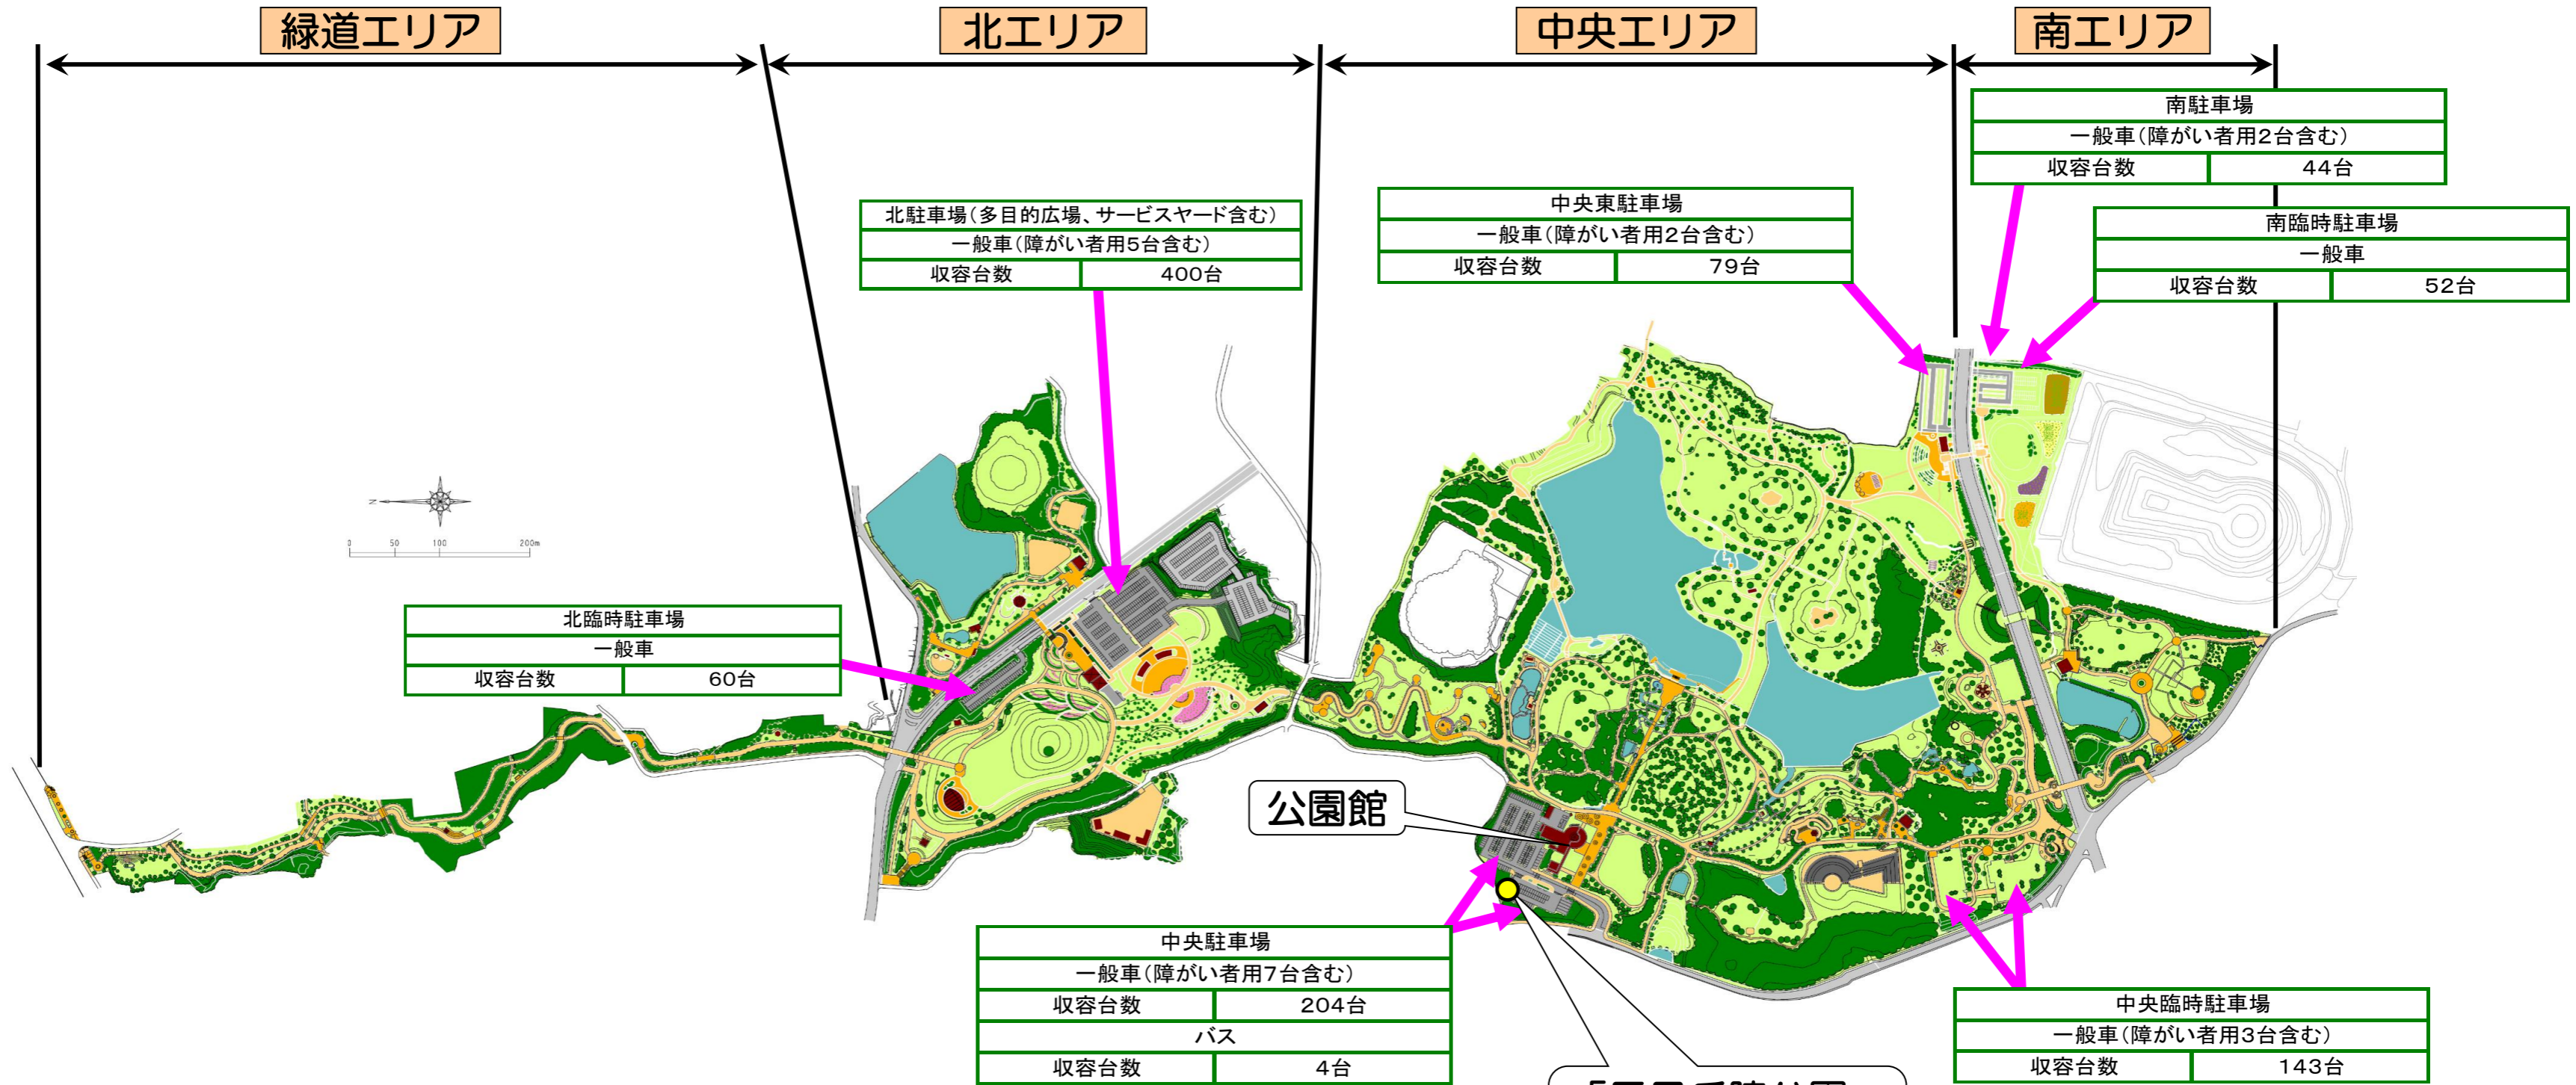 緑道エリア
北エリア
中央エリア
南エリア
南駐車場
一般車(障がい者用2台含む)
収容台数 44台
中央東駐車場
一般車(障がい者用2台含む)
収容台数 79台
北駐車場(多目的広場、サービスヤード含む)
一般車(障がい者用5台含む)
収容台数 400台
南臨時駐車場
一般車
収容台数 52台
N
0 50 100 200m
北臨時駐車場
一般車
収容台数 60台
公園館
中央駐車場
一般車(障がい者用7台含む)
収容台数 204台
バス
収容台数 4台
中央臨時駐車場
一般車(障がい者用3台含む)
収容台数 143台